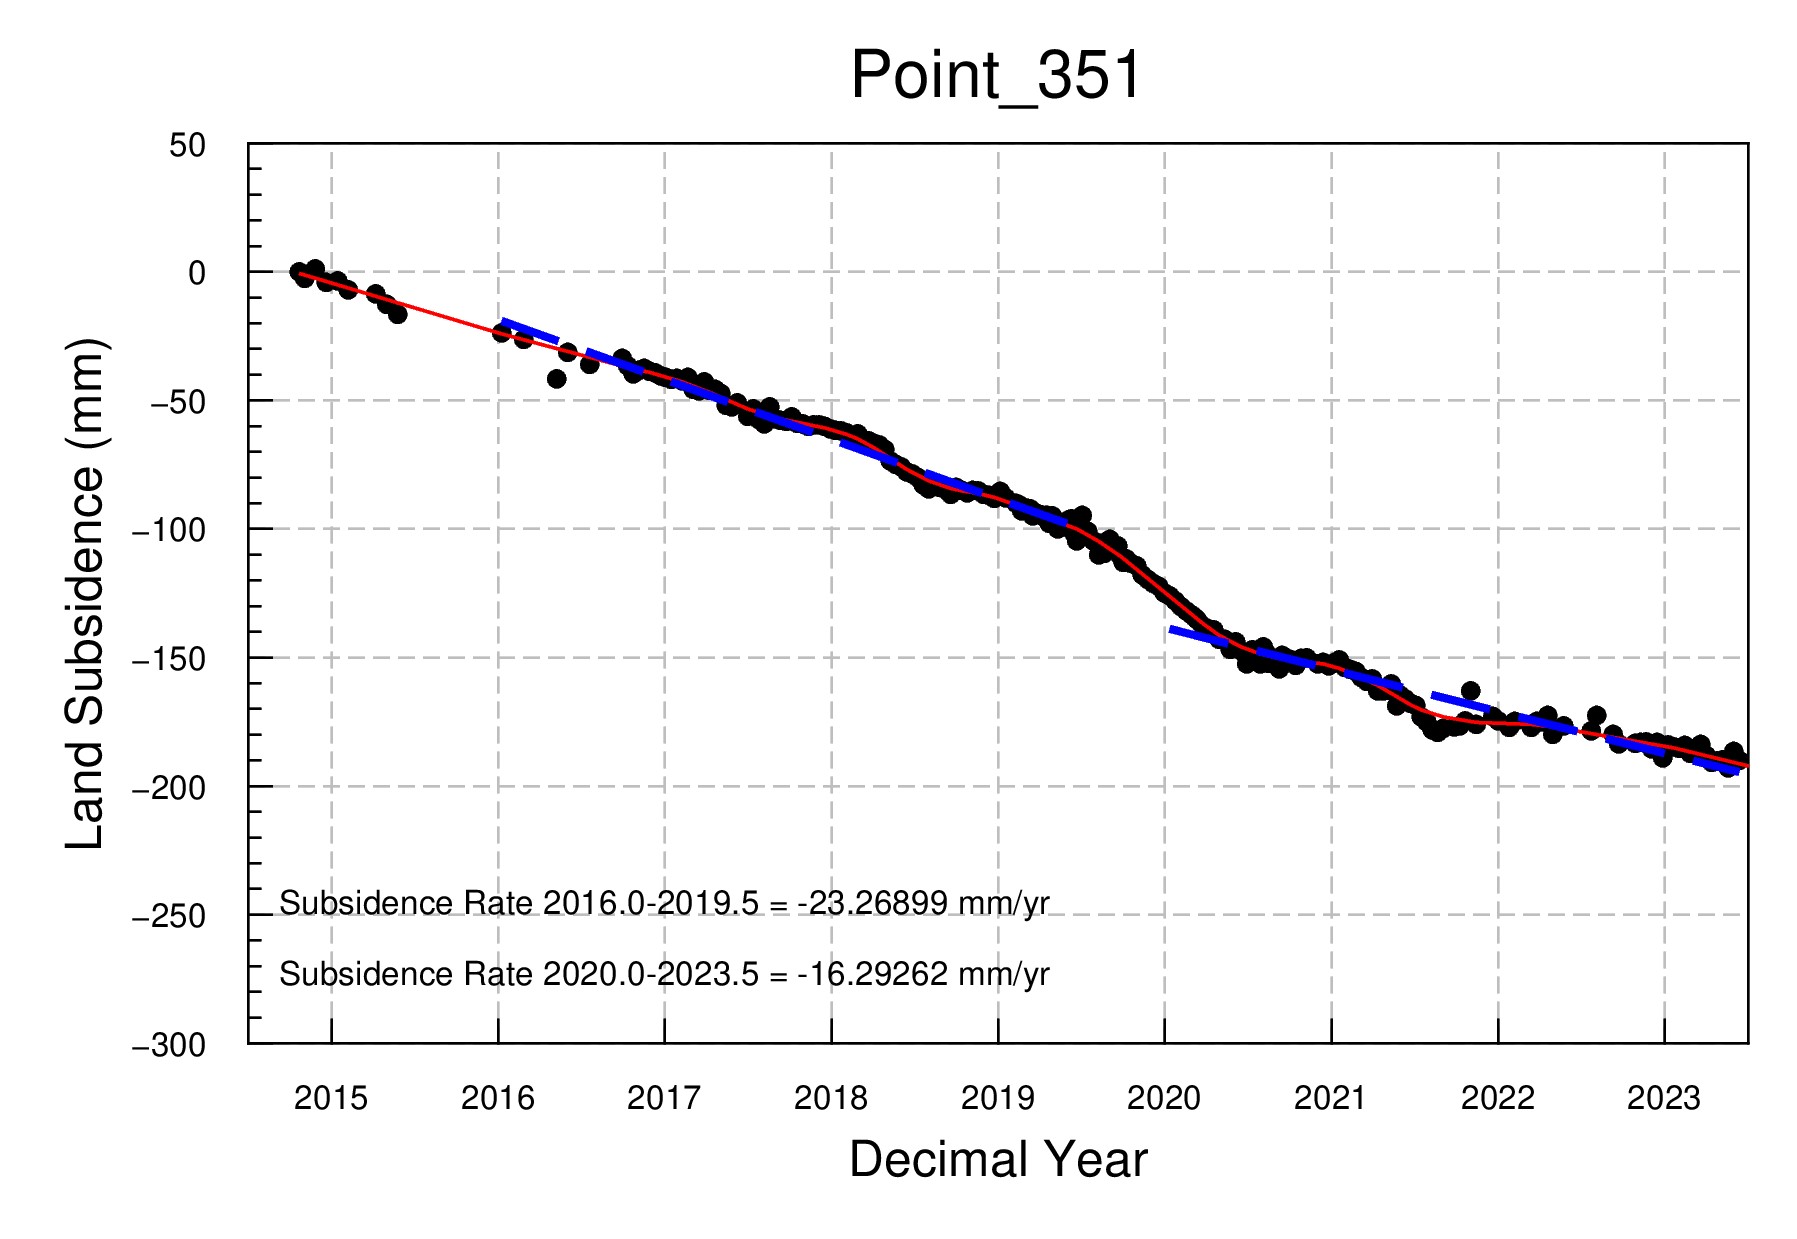 Point_351
50
0
−50
−100
−150
−200
−250
−300
Land Subsidence (mm)
Subsidence Rate 2016.0-2019.5 = -23.26899 mm/yr
Subsidence Rate 2020.0-2023.5 = -16.29262 mm/yr
2015 2016 2017 2018 2019 2020 2021 2022 2023
Decimal Year